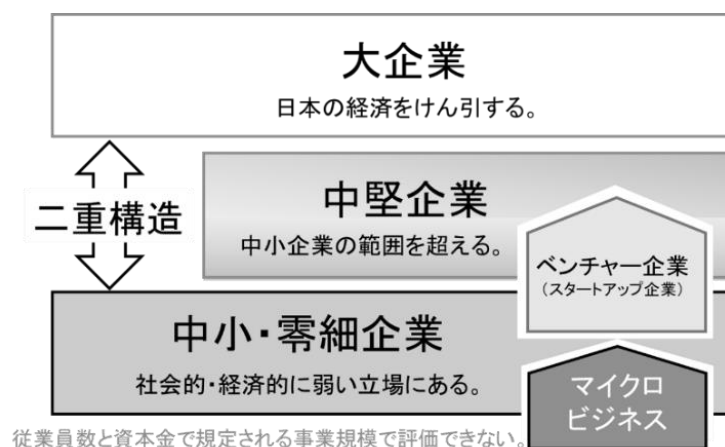 大企業
日本の経済をけん引する。
二重構造
中堅企業
中小企業の範囲を超える。
ベンチャー企業
（スタートアップ企業）
中小・零細企業
社会的・経済的に弱い立場にある。
マイクロ
ビジネス
従業員数と資本金で規定される事業規模で評価できない。